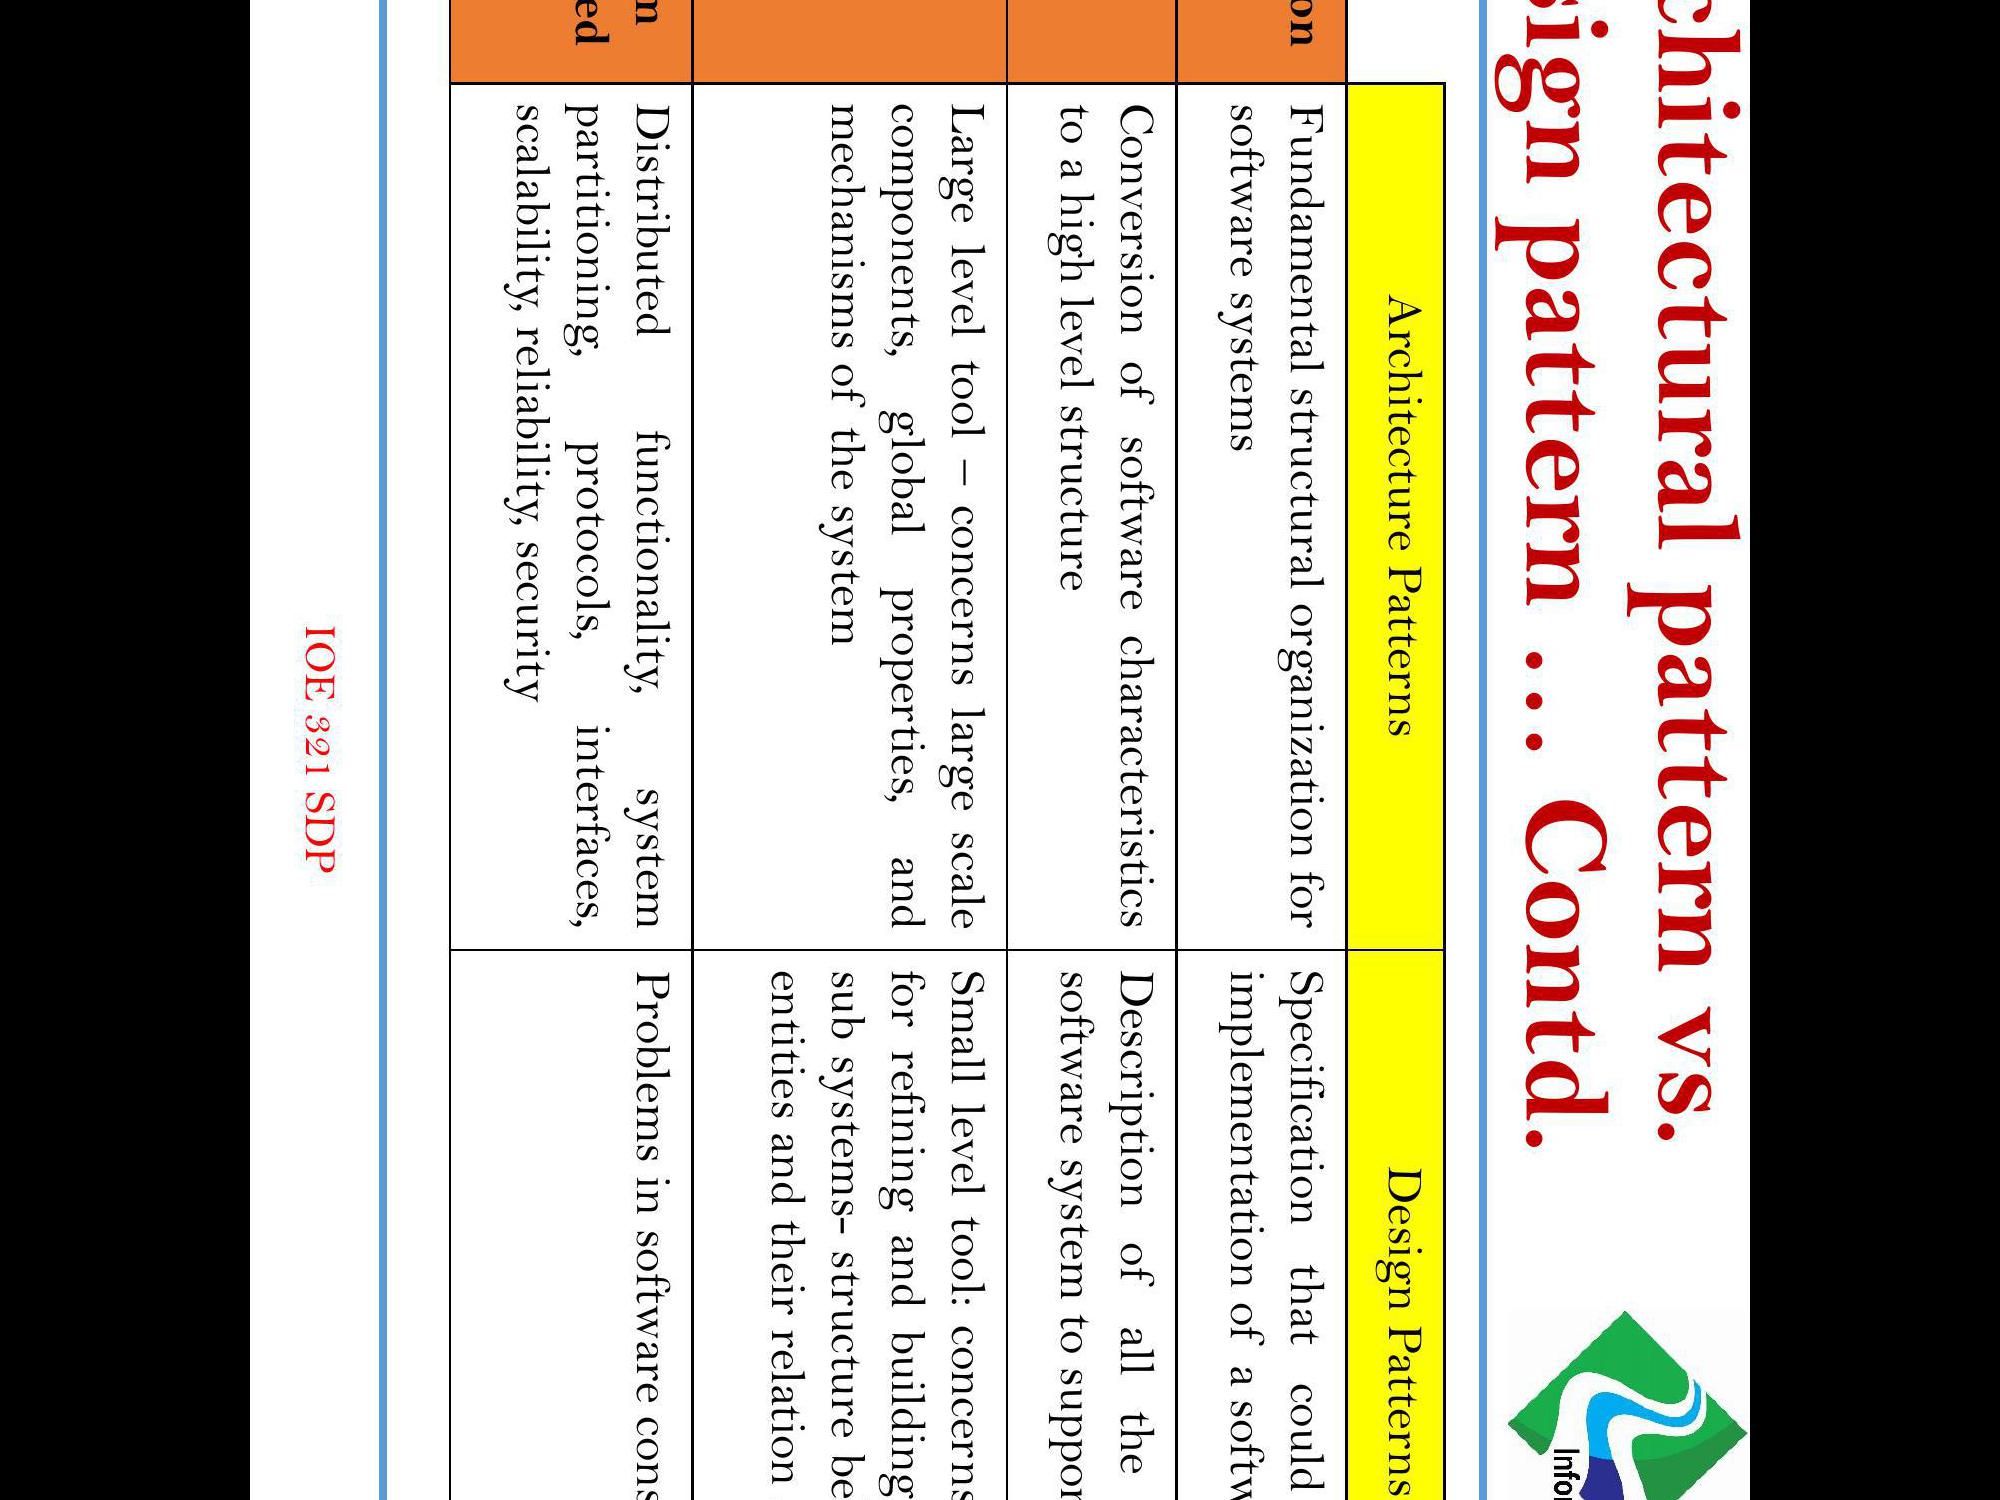 chitectural pattern vs.
sign pattern … Contd.
Architecture Patterns
Design Patterns
on
Fundamental structural organization for
software systems
Specification that could
implementation of a softw
Conversion of software characteristics
to a high level structure
Description of all the
software system to suppor
Large level tool – concerns large scale
components, global properties, and
mechanisms of the system
Small level tool: concerns
for refining and building
sub systems- structure be
entities and their relation
m
ed
Distributed functionality, system
partitioning, protocols, interfaces,
scalability, reliability, security
Problems in software cons
IOE 321 SDP
Infor